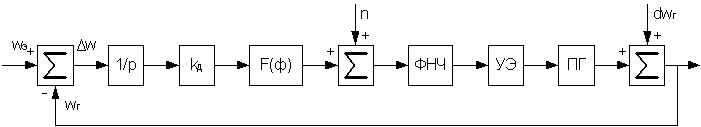 n
dwг
wэ
+
Δw
+
+
+
+
Σ
1/p
kд
F(ф)
Σ
ФНЧ
УЭ
ПГ
Σ
-
wг